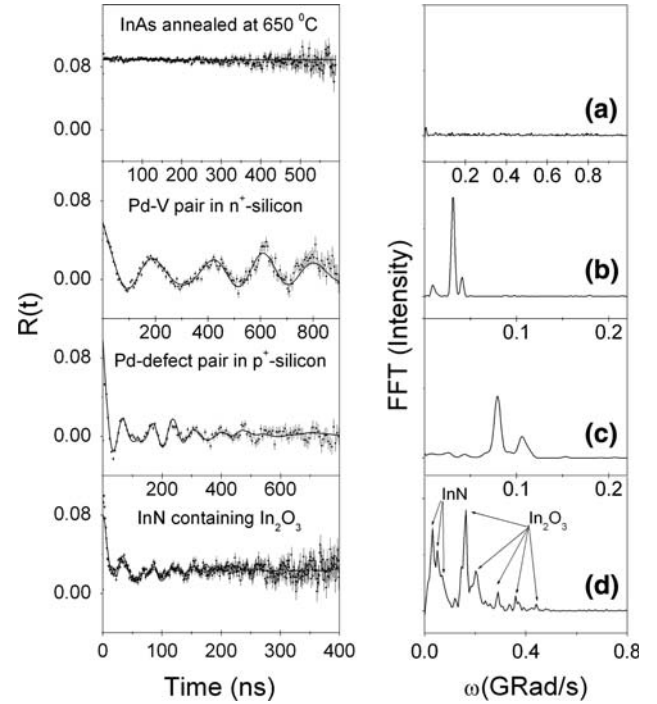 InAs annealed at 650 ⁰C
0.08
0.00
(a)
100 200 300 400 500
0.2 0.4 0.6 0.8
Pd-V pair in n⁺-silicon
0.08
0.00
(b)
200 400 600 800
0.1 0.2
Pd-defect pair in p⁺-silicon
0.08
0.00
(c)
200 400 600
0.1 0.2
InN containing In₂O₃
0.08
0.00
InN
In₂O₃
(d)
0 100 200 300 400
0.0 0.4 0.8
R(t)
FFT (Intensity)
Time (ns)
ω(GRad/s)